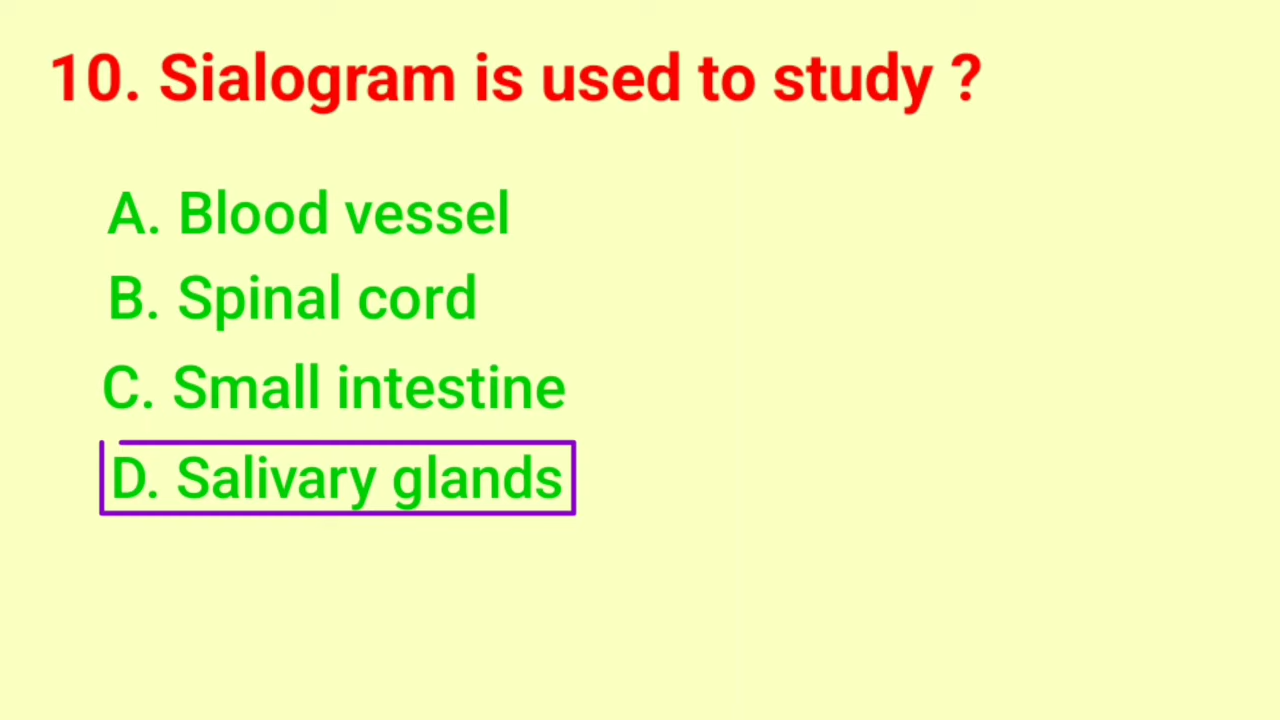 10. Sialogram is used to study ?
A. Blood vessel
B. Spinal cord
C. Small intestine
D. Salivary glands